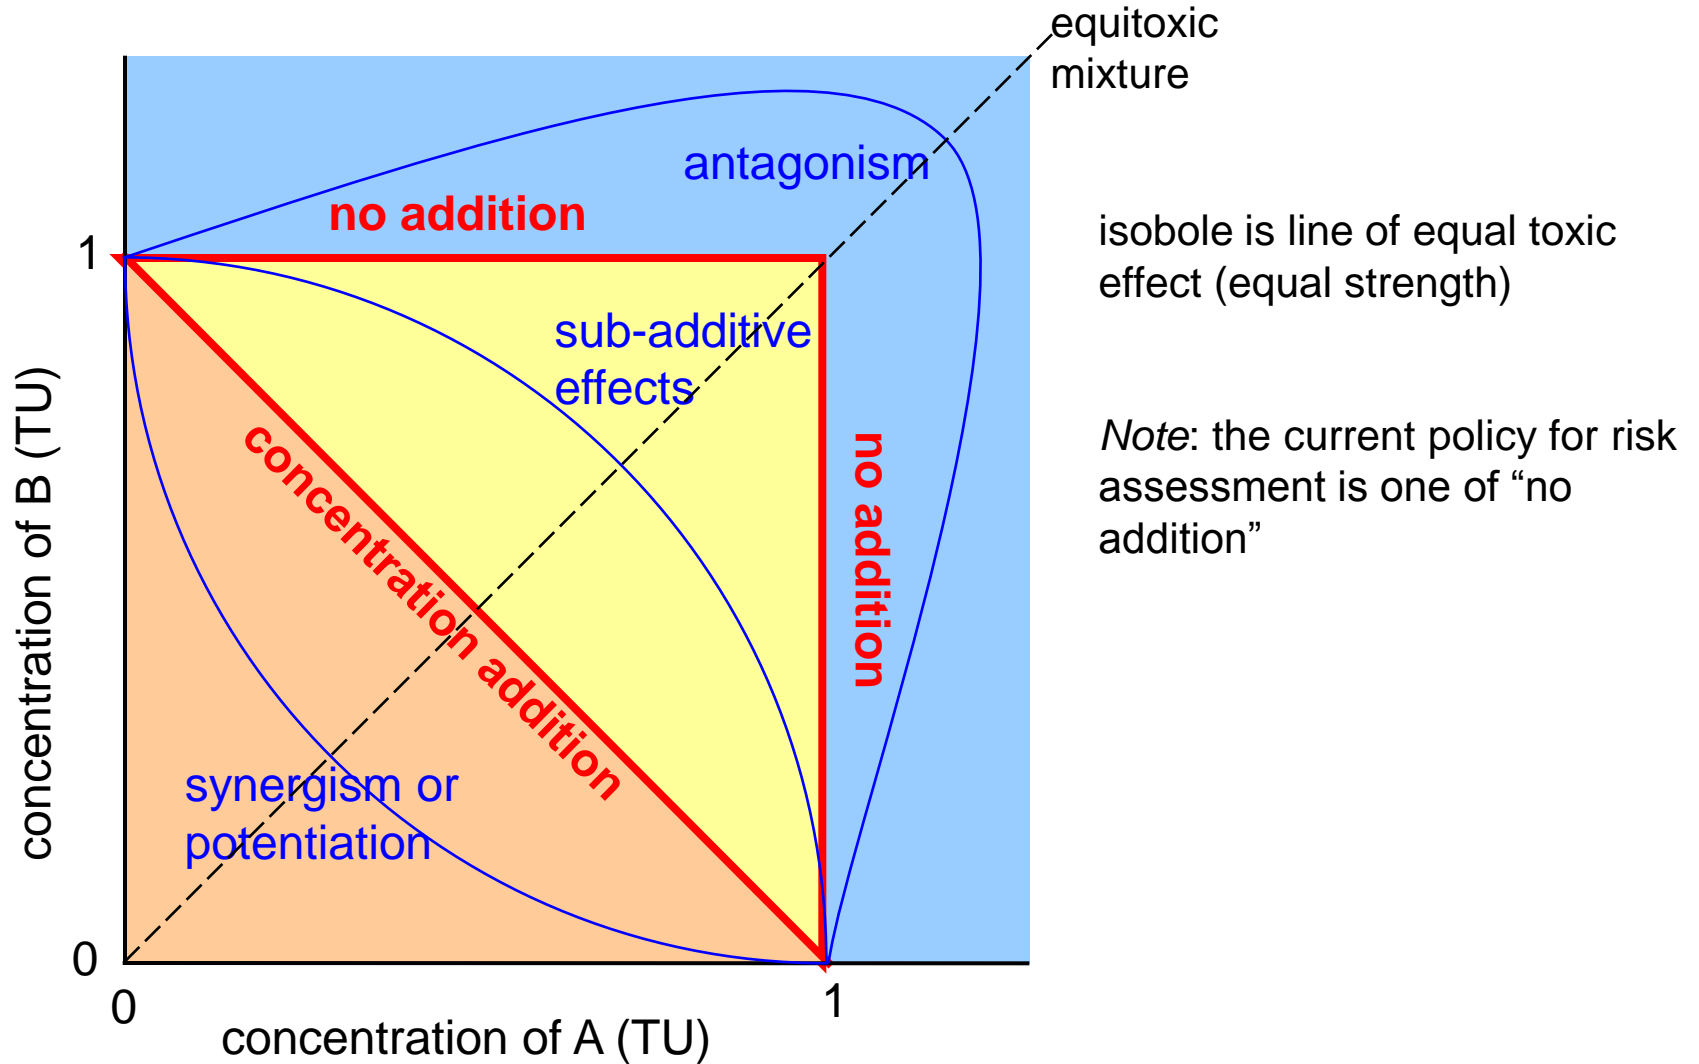 equitoxic
mixture
antagonism
no addition
isobole is line of equal toxic
effect (equal strength)
1
sub-additive
effects
concentration of B (TU)
concentration addition
no addition
Note: the current policy for risk
assessment is one of “no
addition”
synergism or
potentiation
0
0
1
concentration of A (TU)